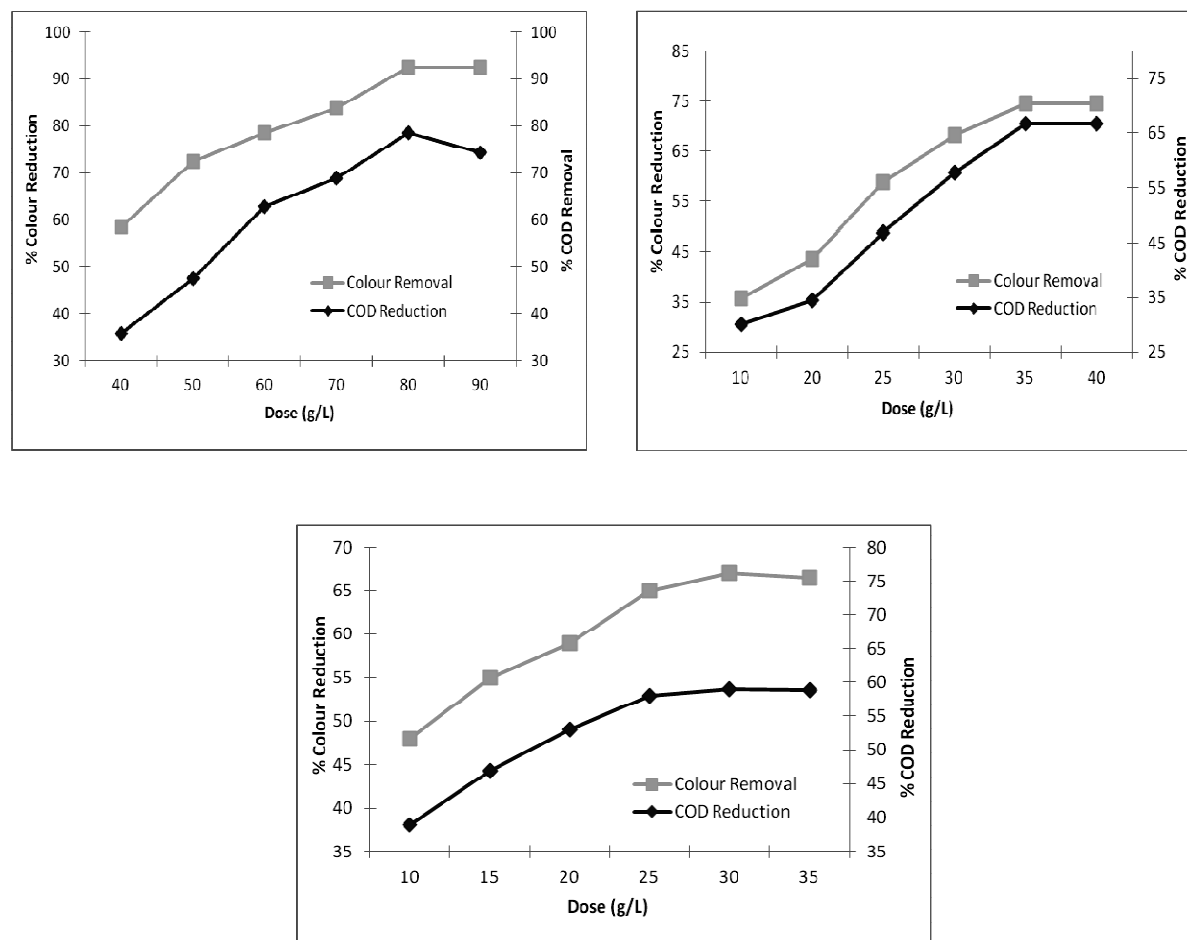 100
90
80
70
60
50
40
30
% Colour Reduction
100
90
80
70
60
50
40
30
% COD Removal
Colour Removal
COD Reduction
40 50 60 70 80 90
Dose (g/L)
85
75
65
55
45
35
25
% Colour Reduction
75
65
55
45
35
25
% COD Reduction
Colour Removal
COD Reduction
10 20 25 30 35 40
Dose (g/L)
70
65
60
55
50
45
40
35
% Colour Reduction
80
75
70
65
60
55
50
45
40
35
% COD Reduction
Colour Removal
COD Reduction
10 15 20 25 30 35
Dose (g/L)